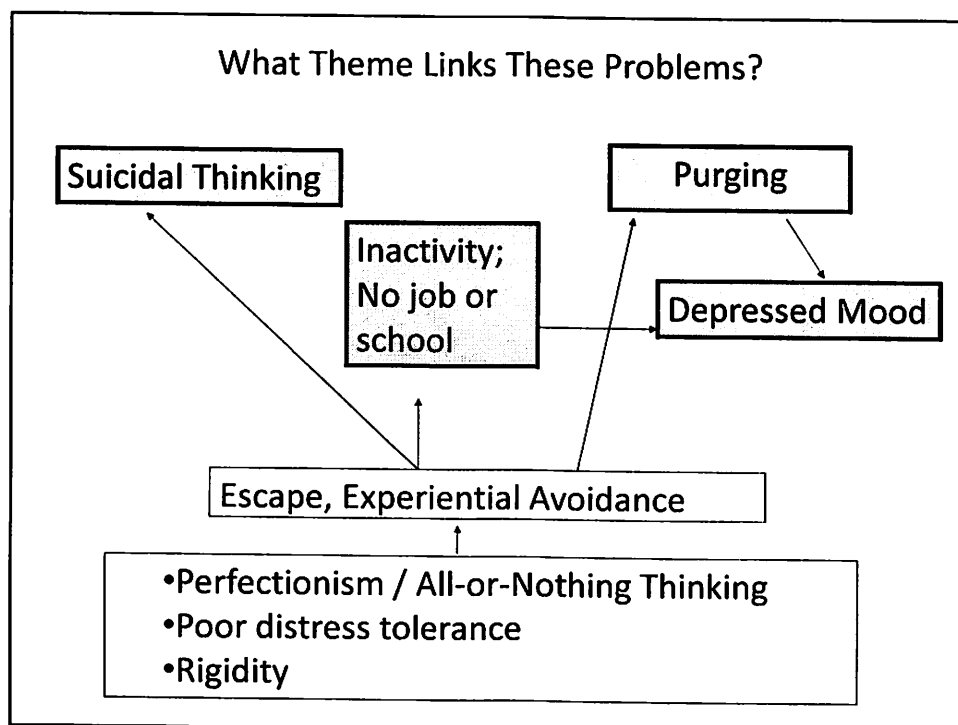 What Theme Links These Problems?
Suicidal Thinking
Purging
Inactivity;
No job or
school
Depressed Mood
Escape, Experiential Avoidance
•Perfectionism / All-or-Nothing Thinking
•Poor distress tolerance
•Rigidity